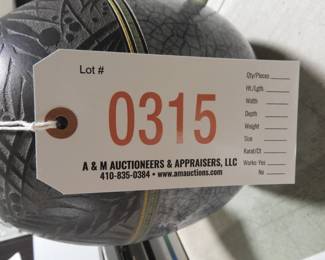 Lot #
0315
A & M AUCTIONEERS & APPRAISERS, LLC
410-835-0384 • www.amauctions.com
Qty/Pieces
Ht./Lgth
Width
Depth
Weight
Size
Karat/Ct
Works-Yes
No